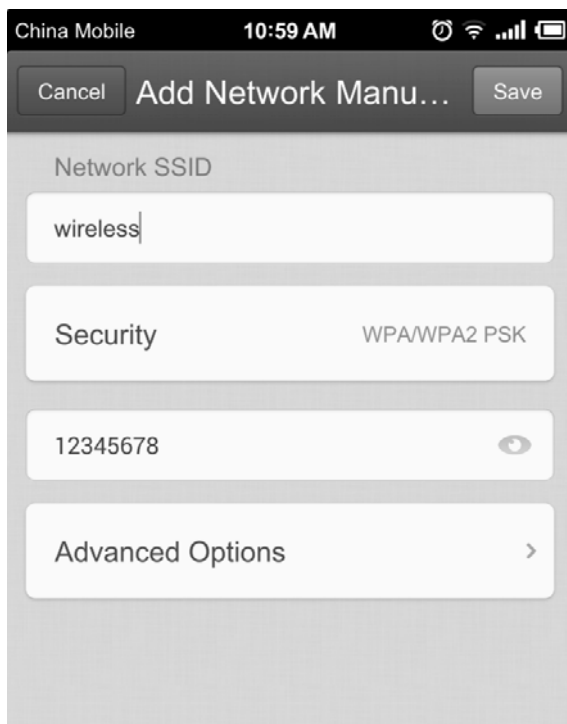 China Mobile 10:59 AM
Cancel Add Network Manu... Save
Network SSID
wireless
Security WPA/WPA2 PSK
12345678
Advanced Options